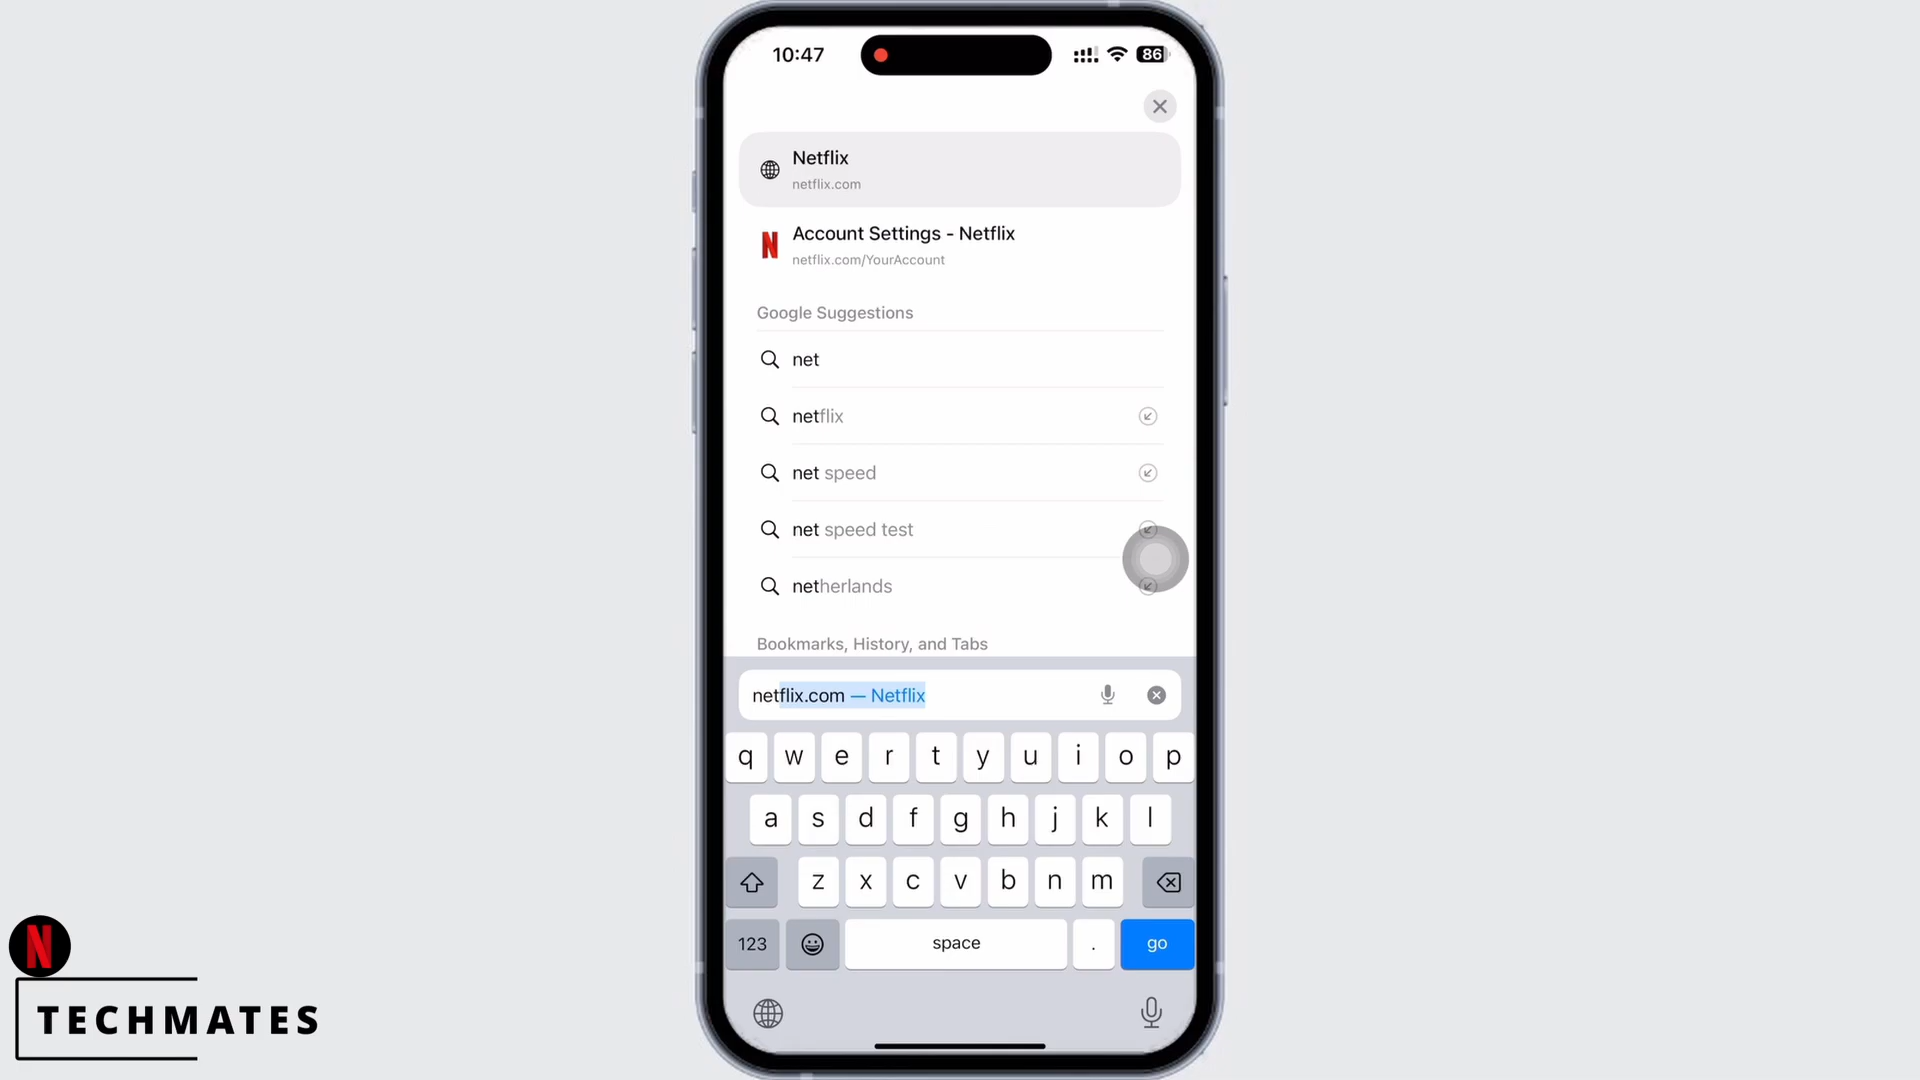 10:47
86
Netflix
netflix.com
N
Account Settings - Netflix
netflix.com/YourAccount
Google Suggestions
net
netflix
net speed
net speed test
netherlands
Bookmarks, History, and Tabs
netflix.com — Netflix
q w e r t y u i o p
a s d f g h j k l
z x c v b n m
123 space . go
N
TECHMATES